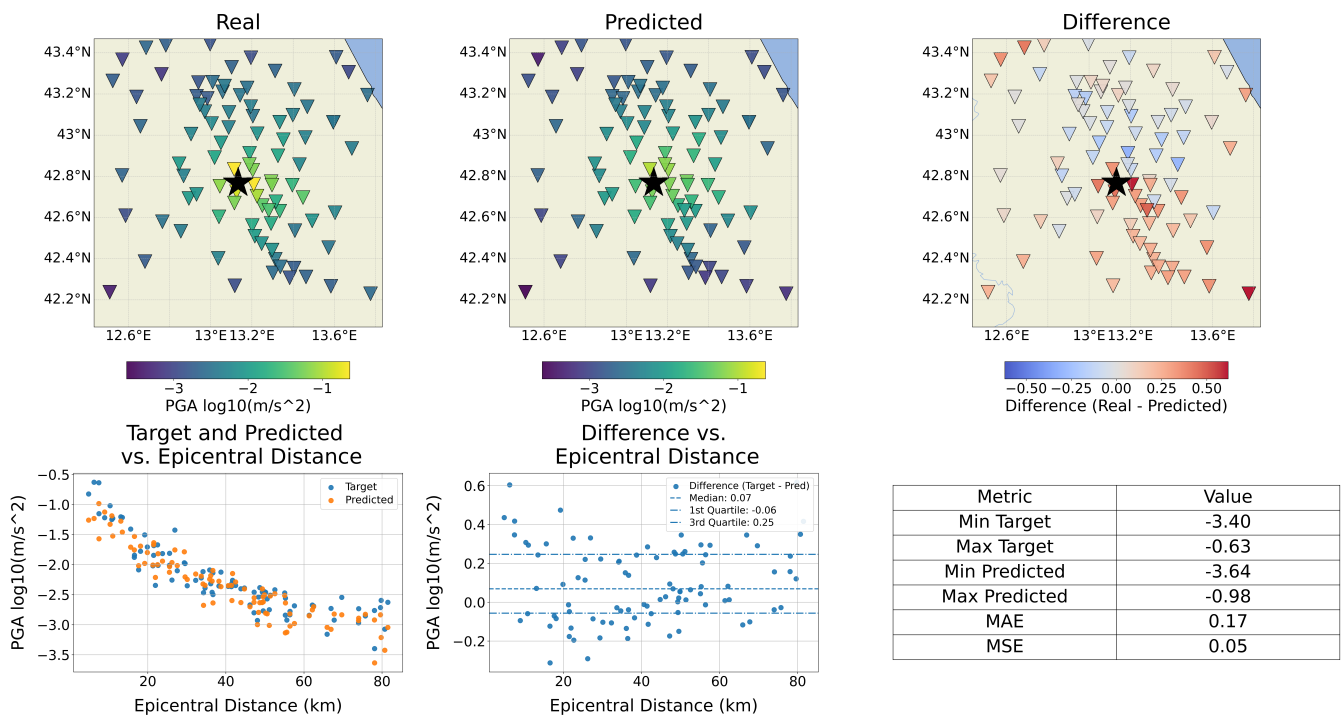 Real
43.4°N
43.2°N
43°N
42.8°N
42.6°N
42.4°N
42.2°N
12.6°E
13°E
13.2°E
13.6°E
−3
−2
−1
PGA log10(m/s^2)
Predicted
43.4°N
43.2°N
43°N
42.8°N
42.6°N
42.4°N
42.2°N
12.6°E
13°E
13.2°E
13.6°E
−3
−2
−1
PGA log10(m/s^2)
Difference
43.4°N
43.2°N
43°N
42.8°N
42.6°N
42.4°N
42.2°N
12.6°E
13°E
13.2°E
13.6°E
−0.50
−0.25
0.00
0.25
0.50
Difference (Real - Predicted)
Target and Predicted
vs. Epicentral Distance
PGA log10(m/s^2)
−0.5
−1.0
−1.5
−2.0
−2.5
−3.0
−3.5
Target
Predicted
20
40
60
80
Epicentral Distance (km)
Difference vs.
Epicentral Distance
PGA log10(m/s^2)
0.6
0.4
0.2
0.0
−0.2
Difference (Target - Pred)
Median: 0.07
1st Quartile: -0.06
3rd Quartile: 0.25
20
40
60
80
Epicentral Distance (km)
Metric Value
Min Target -3.40
Max Target -0.63
Min Predicted -3.64
Max Predicted -0.98
MAE 0.17
MSE 0.05